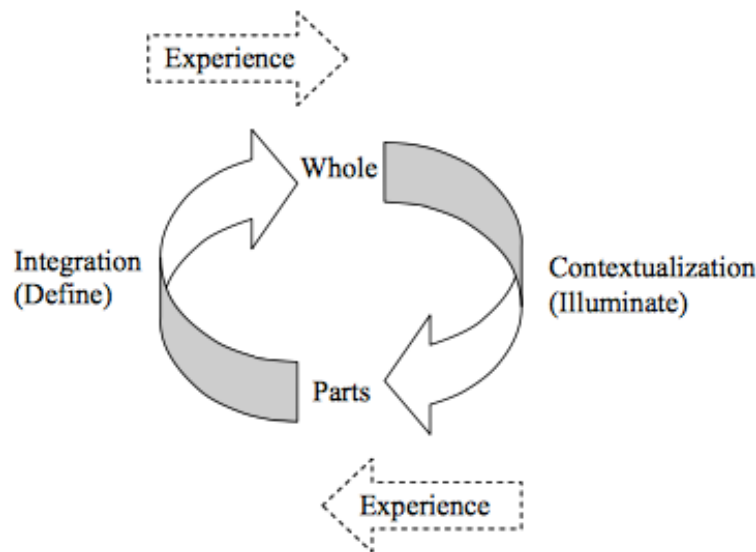 Experience
Whole
Integration
(Define)
Contextualization
(Illuminate)
Parts
Experience